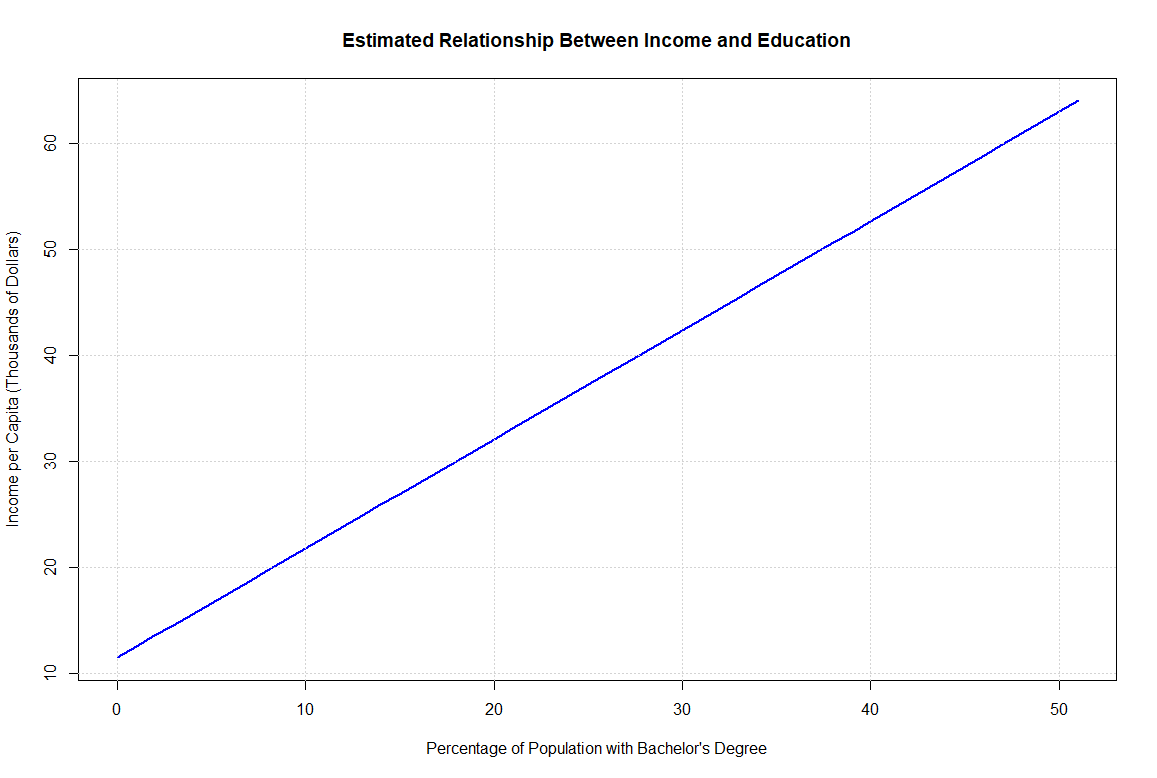 Estimated Relationship Between Income and Education
Income per Capita (Thousands of Dollars)
60
50
40
30
20
10
0 10 20 30 40 50
Percentage of Population with Bachelor's Degree